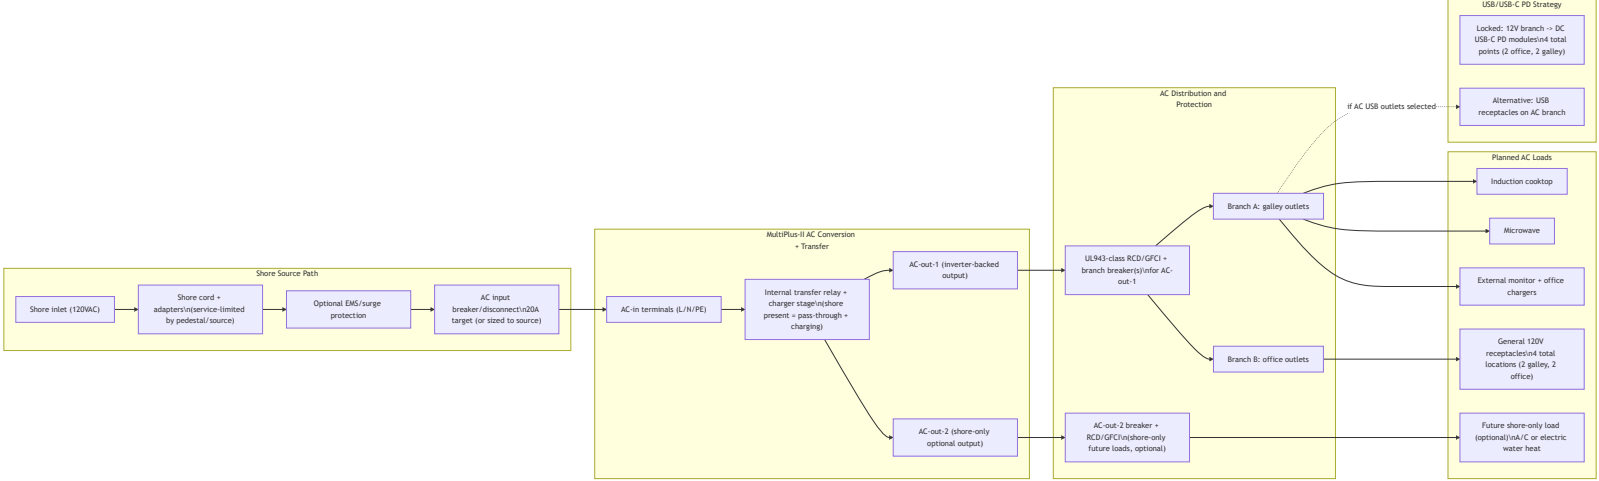 Shore Source Path
Shore inlet (120VAC)
Shore cord +
adapters\n(service-limited
by pedestal/source)
Optional EMS/surge
protection
AC input
breaker/disconnect\n20A
target (or sized to source)
MultiPlus-II AC Conversion
+ Transfer
AC-in terminals (L/N/PE)
Internal transfer relay +
charger stage\n(shore
present = pass-through +
charging)
AC-out-1 (inverter-backed
output)
AC-out-2 (shore-only
optional output)
AC Distribution and
Protection
UL943-class RCD/GFCI +
branch breaker(s)\nfor AC-
out-1
Branch A: galley outlets
Branch B: office outlets
AC-out-2 breaker +
RCD/GFCI\n(shore-only
future loads, optional)
if AC USB outlets selected
USB/USB-C PD Strategy
Locked: 12V branch -> DC
USB-C PD modules\n4 total
points (2 office, 2 galley)
Alternative: USB
receptacles on AC branch
Planned AC Loads
Induction cooktop
Microwave
External monitor + office
chargers
General 120V
receptacles\n4 total
locations (2 galley, 2
office)
Future shore-only load
(optional)\nA/C or electric
water heat